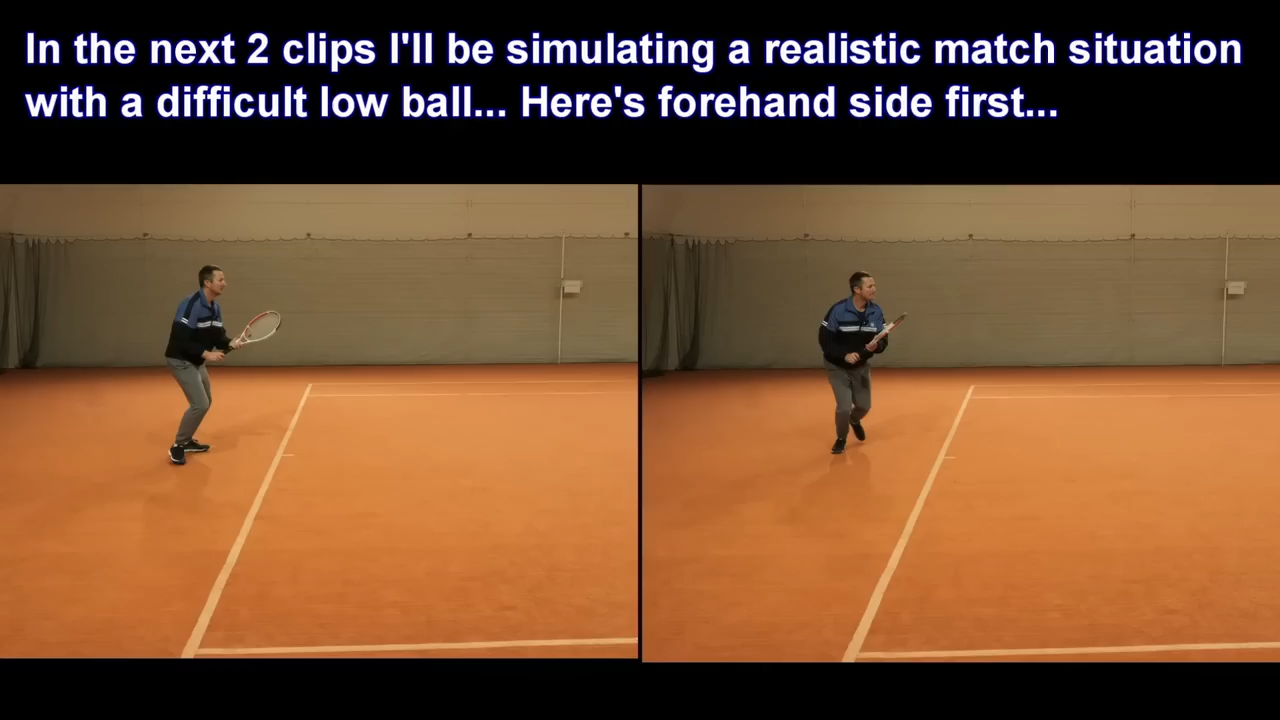 In the next 2 clips I'll be simulating a realistic match situation
with a difficult low ball... Here's forehand side first...